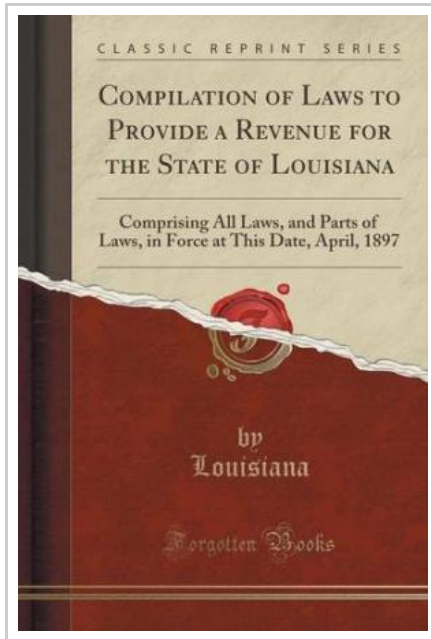 CLASSIC REPRINT SERIES
COMPILATION OF LAWS TO
PROVIDE A REVENUE FOR
THE STATE OF LOUISIANA
Comprising All Laws, and Parts of
Laws, in Force at This Date, April, 1897
F
by
Louisiana
Forgotten Books